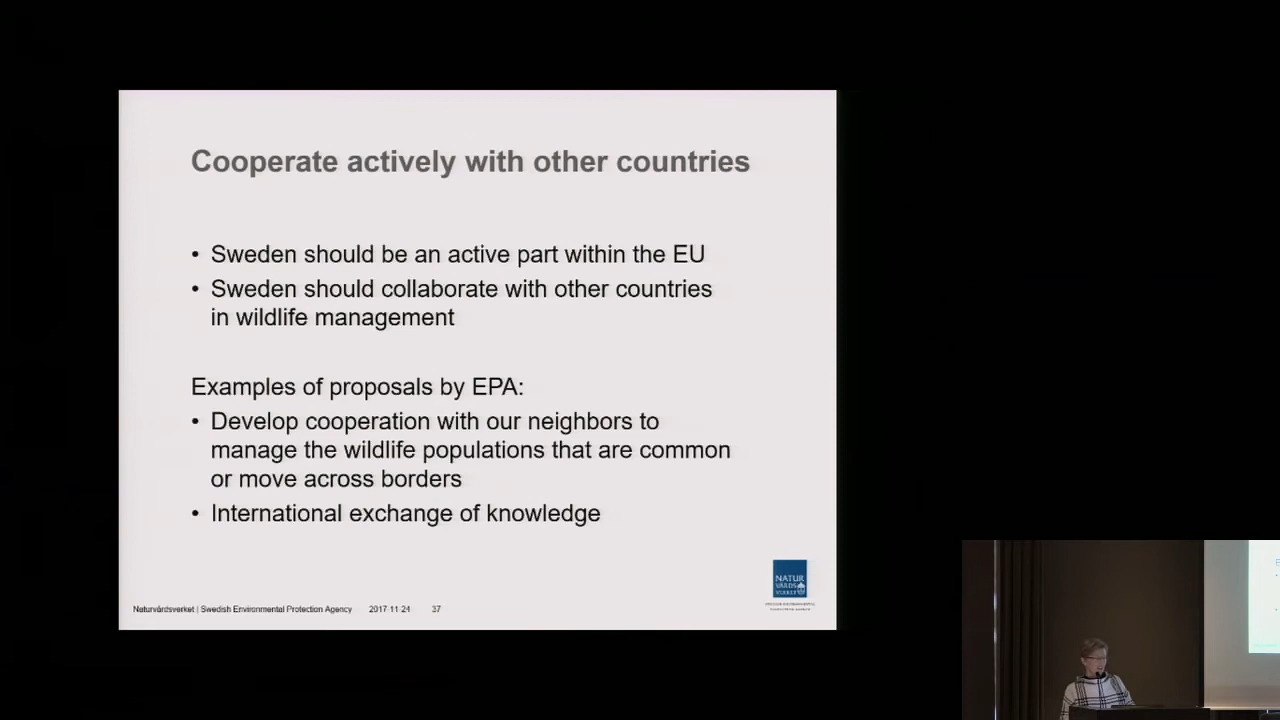 Cooperate actively with other countries
• Sweden should be an active part within the EU
• Sweden should collaborate with other countries
in wildlife management
Examples of proposals by EPA:
• Develop cooperation with our neighbors to
manage the wildlife populations that are common
or move across borders
• International exchange of knowledge
NATUR
VÅRDS
VERKET
Naturvårdsverket | Swedish Environmental Protection Agency 2017-11-24 37